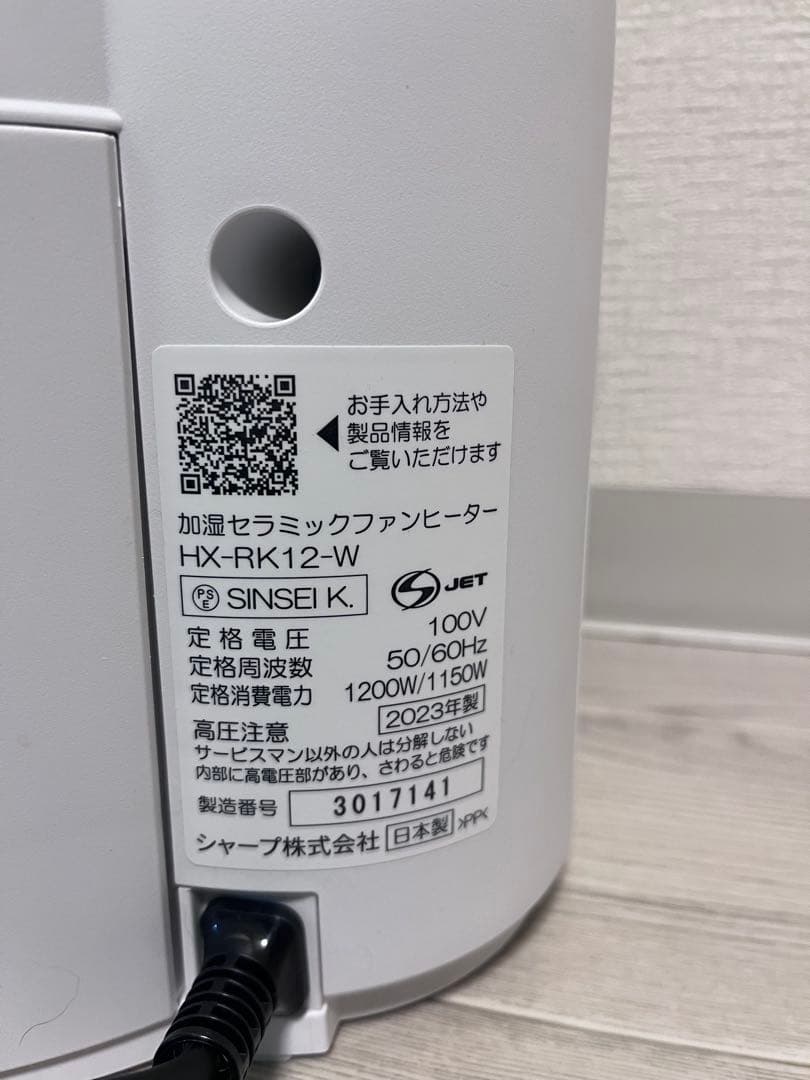 お手入れ方法や
製品情報を
ご覧いただけます
加湿セラミックファンヒーター
HX-RK12-W
PSE SINSEI K. S JET
定格電圧 100V
定格周波数 50/60Hz
定格消費電力 1200W/1150W
2023年製
高圧注意
サービスマン以外の人は分解しない
内部に高電圧部があり、さわると危険です
製造番号 3017141
シャープ株式会社 日本製 >PP<